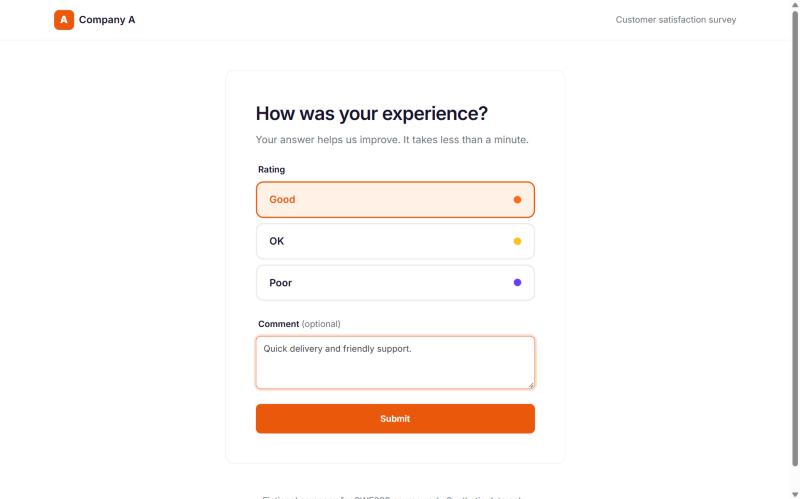 A Company A
Customer satisfaction survey
How was your experience?
Your answer helps us improve. It takes less than a minute.
Rating
Good
OK
Poor
Comment (optional)
Quick delivery and friendly support.
Submit